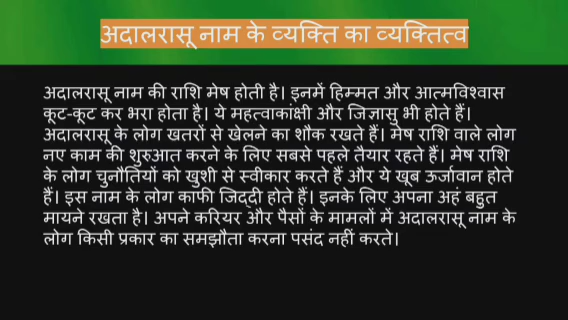 अदालरासू नाम के व्यक्ति का व्यक्तित्व
अदालरासू नाम की राशि मेष होती है। इनमें हिम्मत और आत्मविश्वास
कूट-कूट कर भरा होता है। ये महत्वाकांक्षी और जिज्ञासु भी होते हैं।
अदालरासू के लोग खतरों से खेलने का शौक रखते हैं। मेष राशि वाले लोग
नए काम की शुरुआत करने के लिए सबसे पहले तैयार रहते हैं। मेष राशि
के लोग चुनौतियों को खुशी से स्वीकार करते हैं और ये खूब ऊर्जावान होते
हैं। इस नाम के लोग काफी जिद्दी होते हैं। इनके लिए अपना अहं बहुत
मायने रखता है। अपने करियर और पैसों के मामलों में अदालरासू नाम के
लोग किसी प्रकार का समझौता करना पसंद नहीं करते।